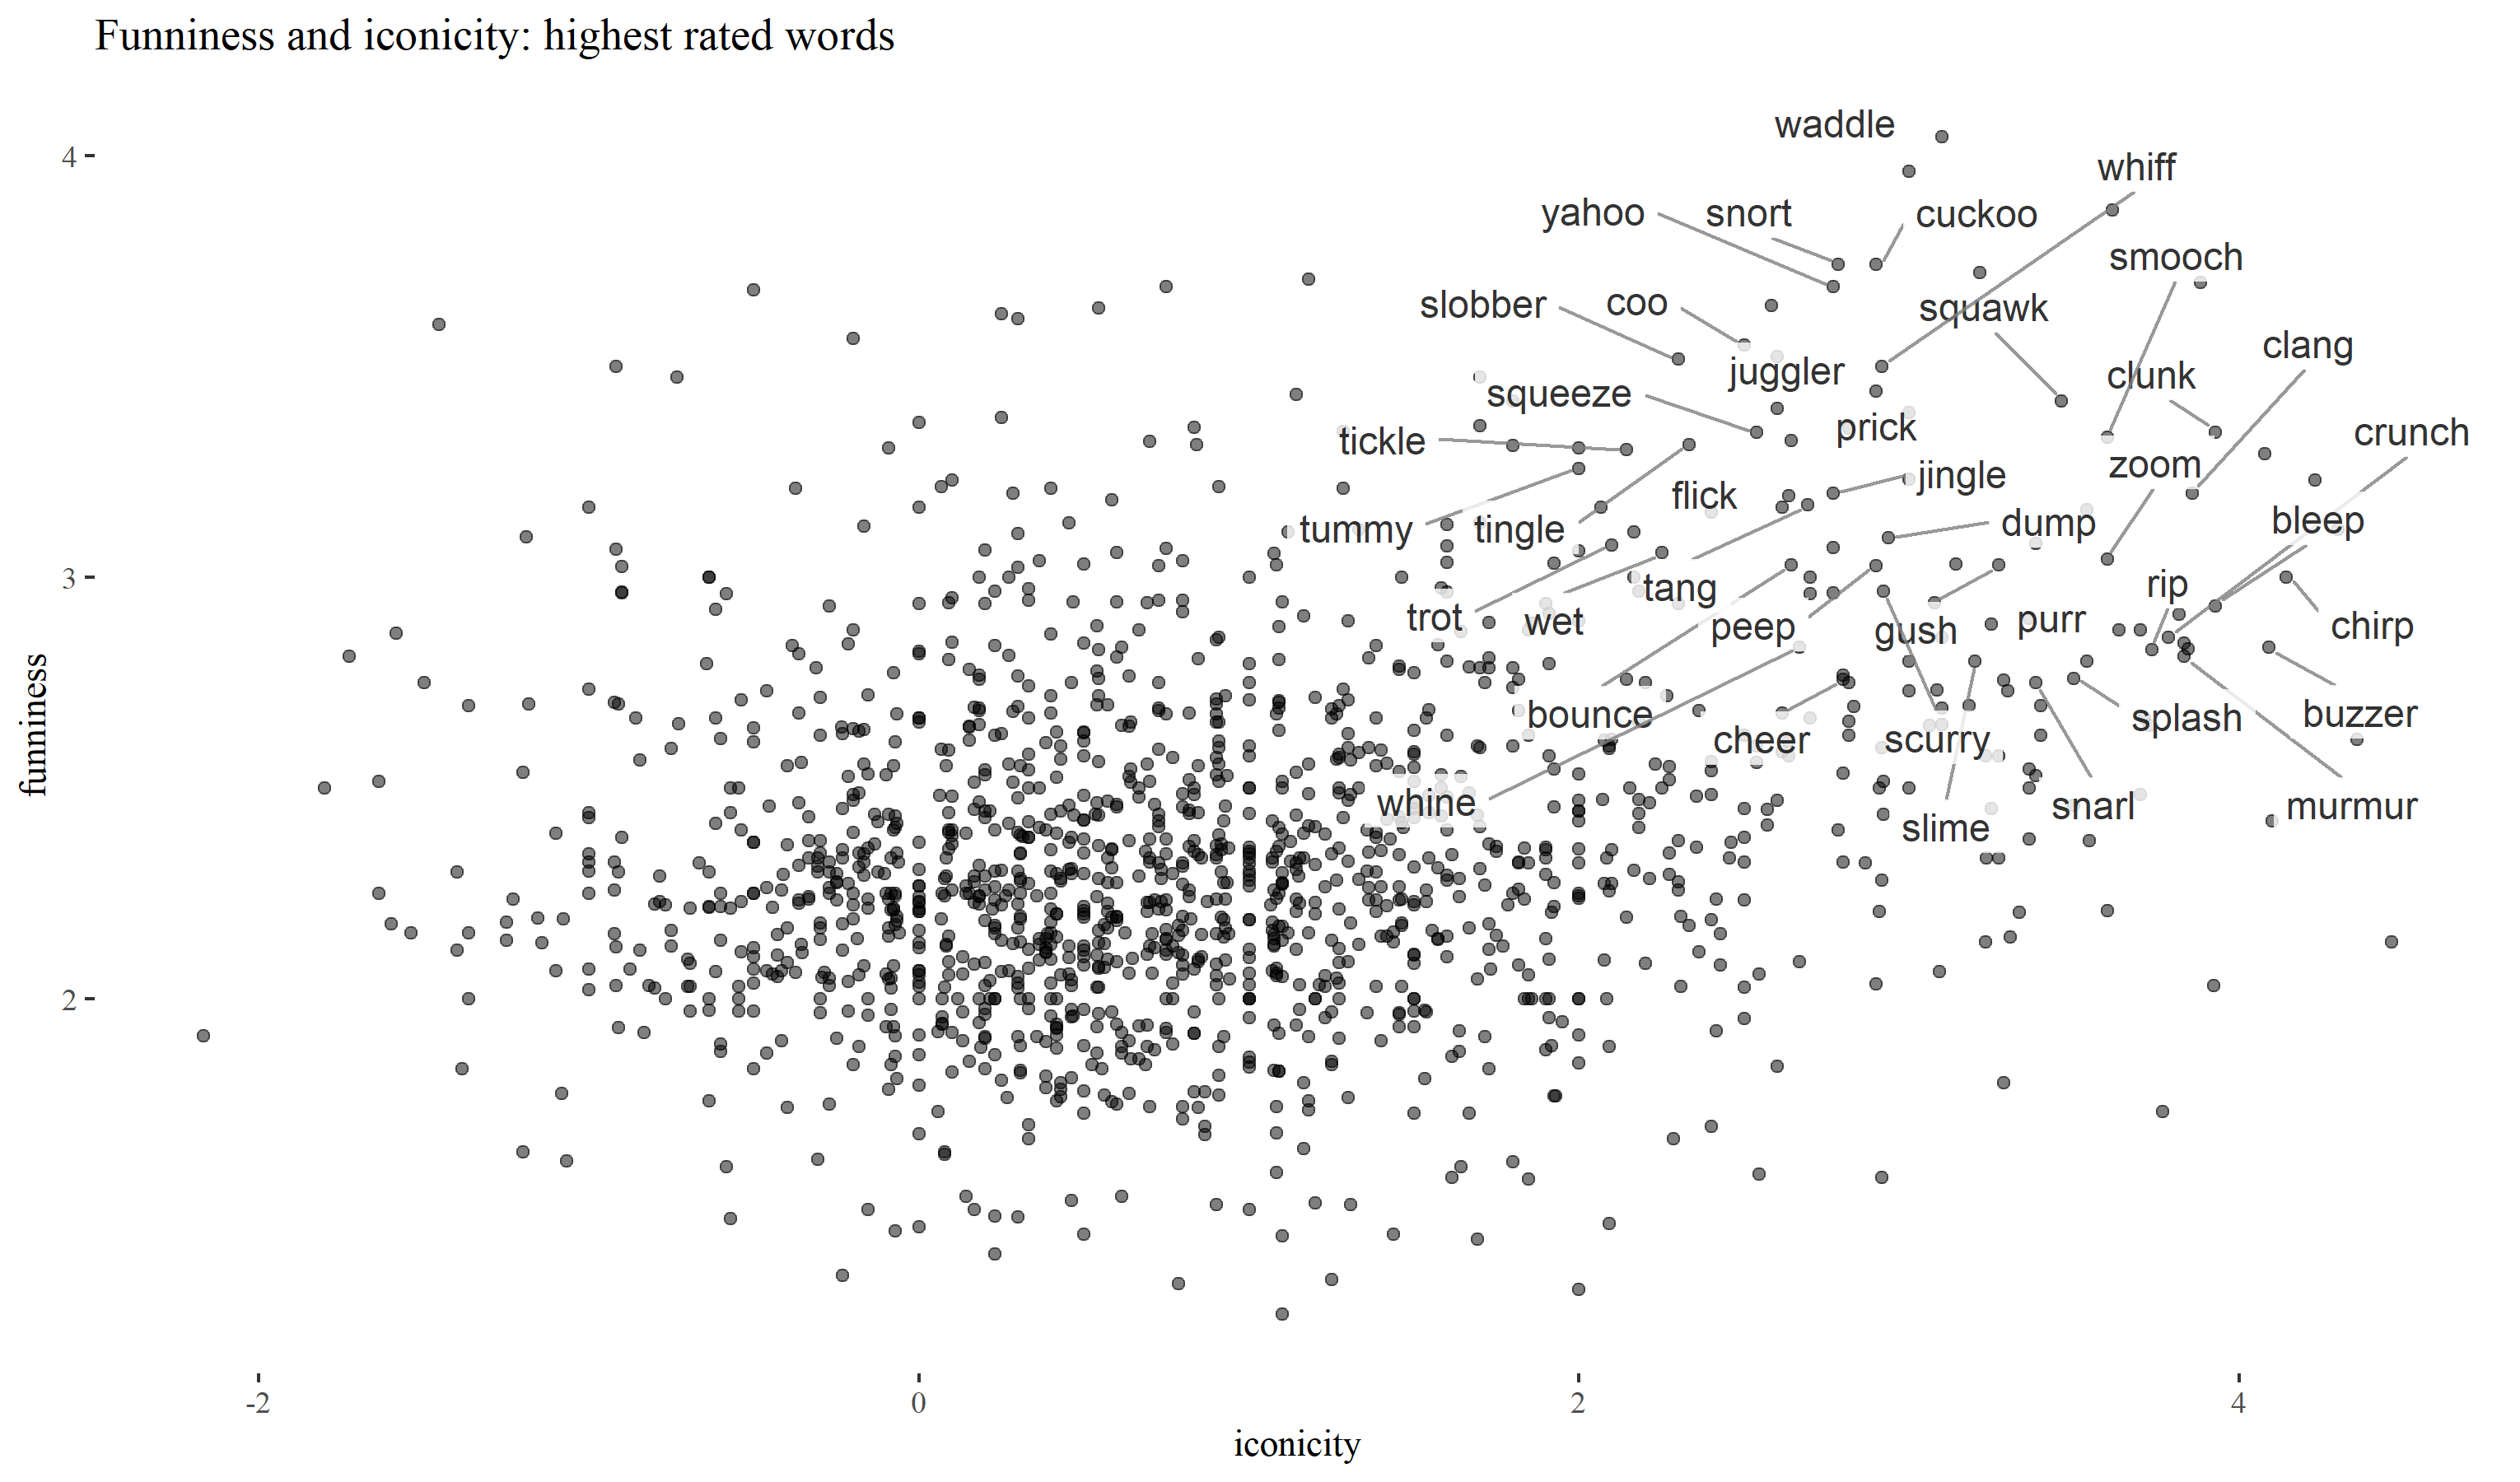 Funniness and iconicity: highest rated words
waddle
4
whiff
yahoo
snort
cuckoo
smooch
slobber
coo
squawk
clang
juggler
clunk
squeeze
prick
crunch
tickle
zoom
jingle
flick
tummy
tingle
dump
bleep
3
tang
rip
trot
wet
peep
gush
purr
chirp
funniness
bounce
cheer
scurry
splash
buzzer
whine
slime
snarl
murmur
2
-2
0
2
4
iconicity